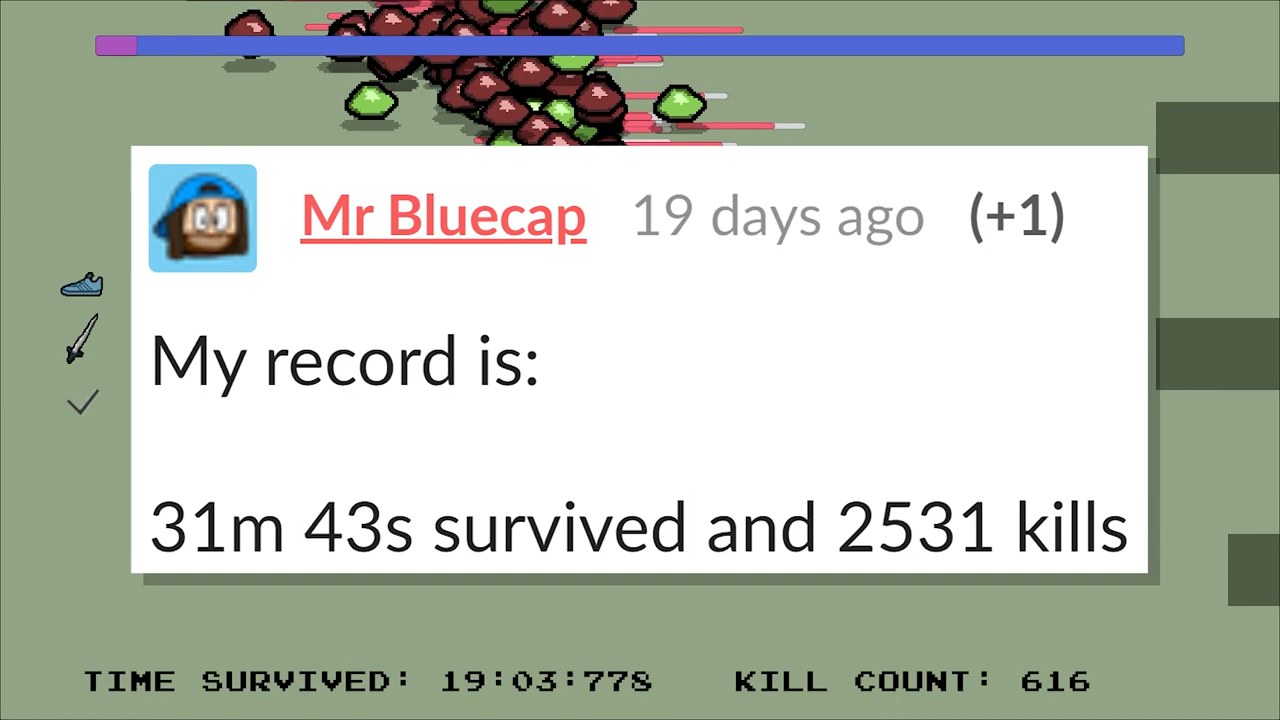 Mr Bluecap 19 days ago (+1)
My record is:
31m 43s survived and 2531 kills
TIME SURVIVED: 19:03:778 KILL COUNT: 616